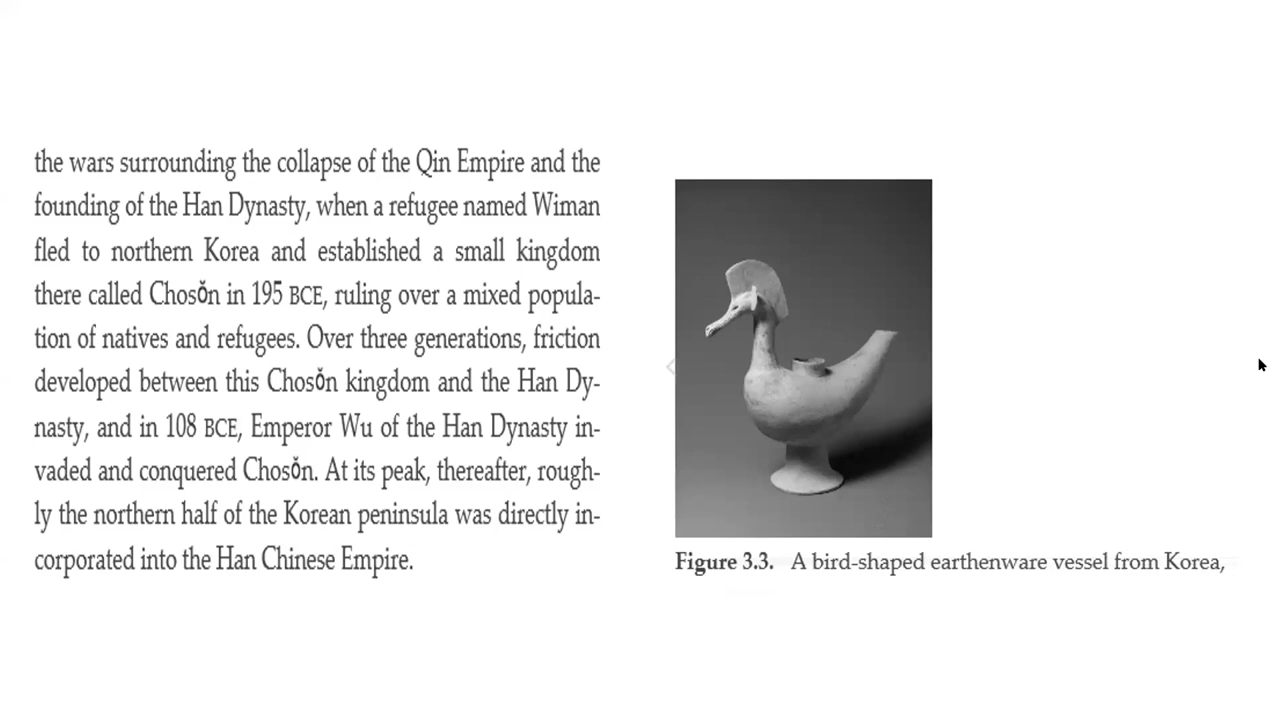 the wars surrounding the collapse of the Qin Empire and the
founding of the Han Dynasty, when a refugee named Wiman
fled to northern Korea and established a small kingdom
there called Chosŏn in 195 BCE, ruling over a mixed popula-
tion of natives and refugees. Over three generations, friction
developed between this Chosŏn kingdom and the Han Dy-
nasty, and in 108 BCE, Emperor Wu of the Han Dynasty in-
vaded and conquered Chosŏn. At its peak, thereafter, rough-
ly the northern half of the Korean peninsula was directly in-
corporated into the Han Chinese Empire.
Figure 3.3. A bird-shaped earthenware vessel from Korea,